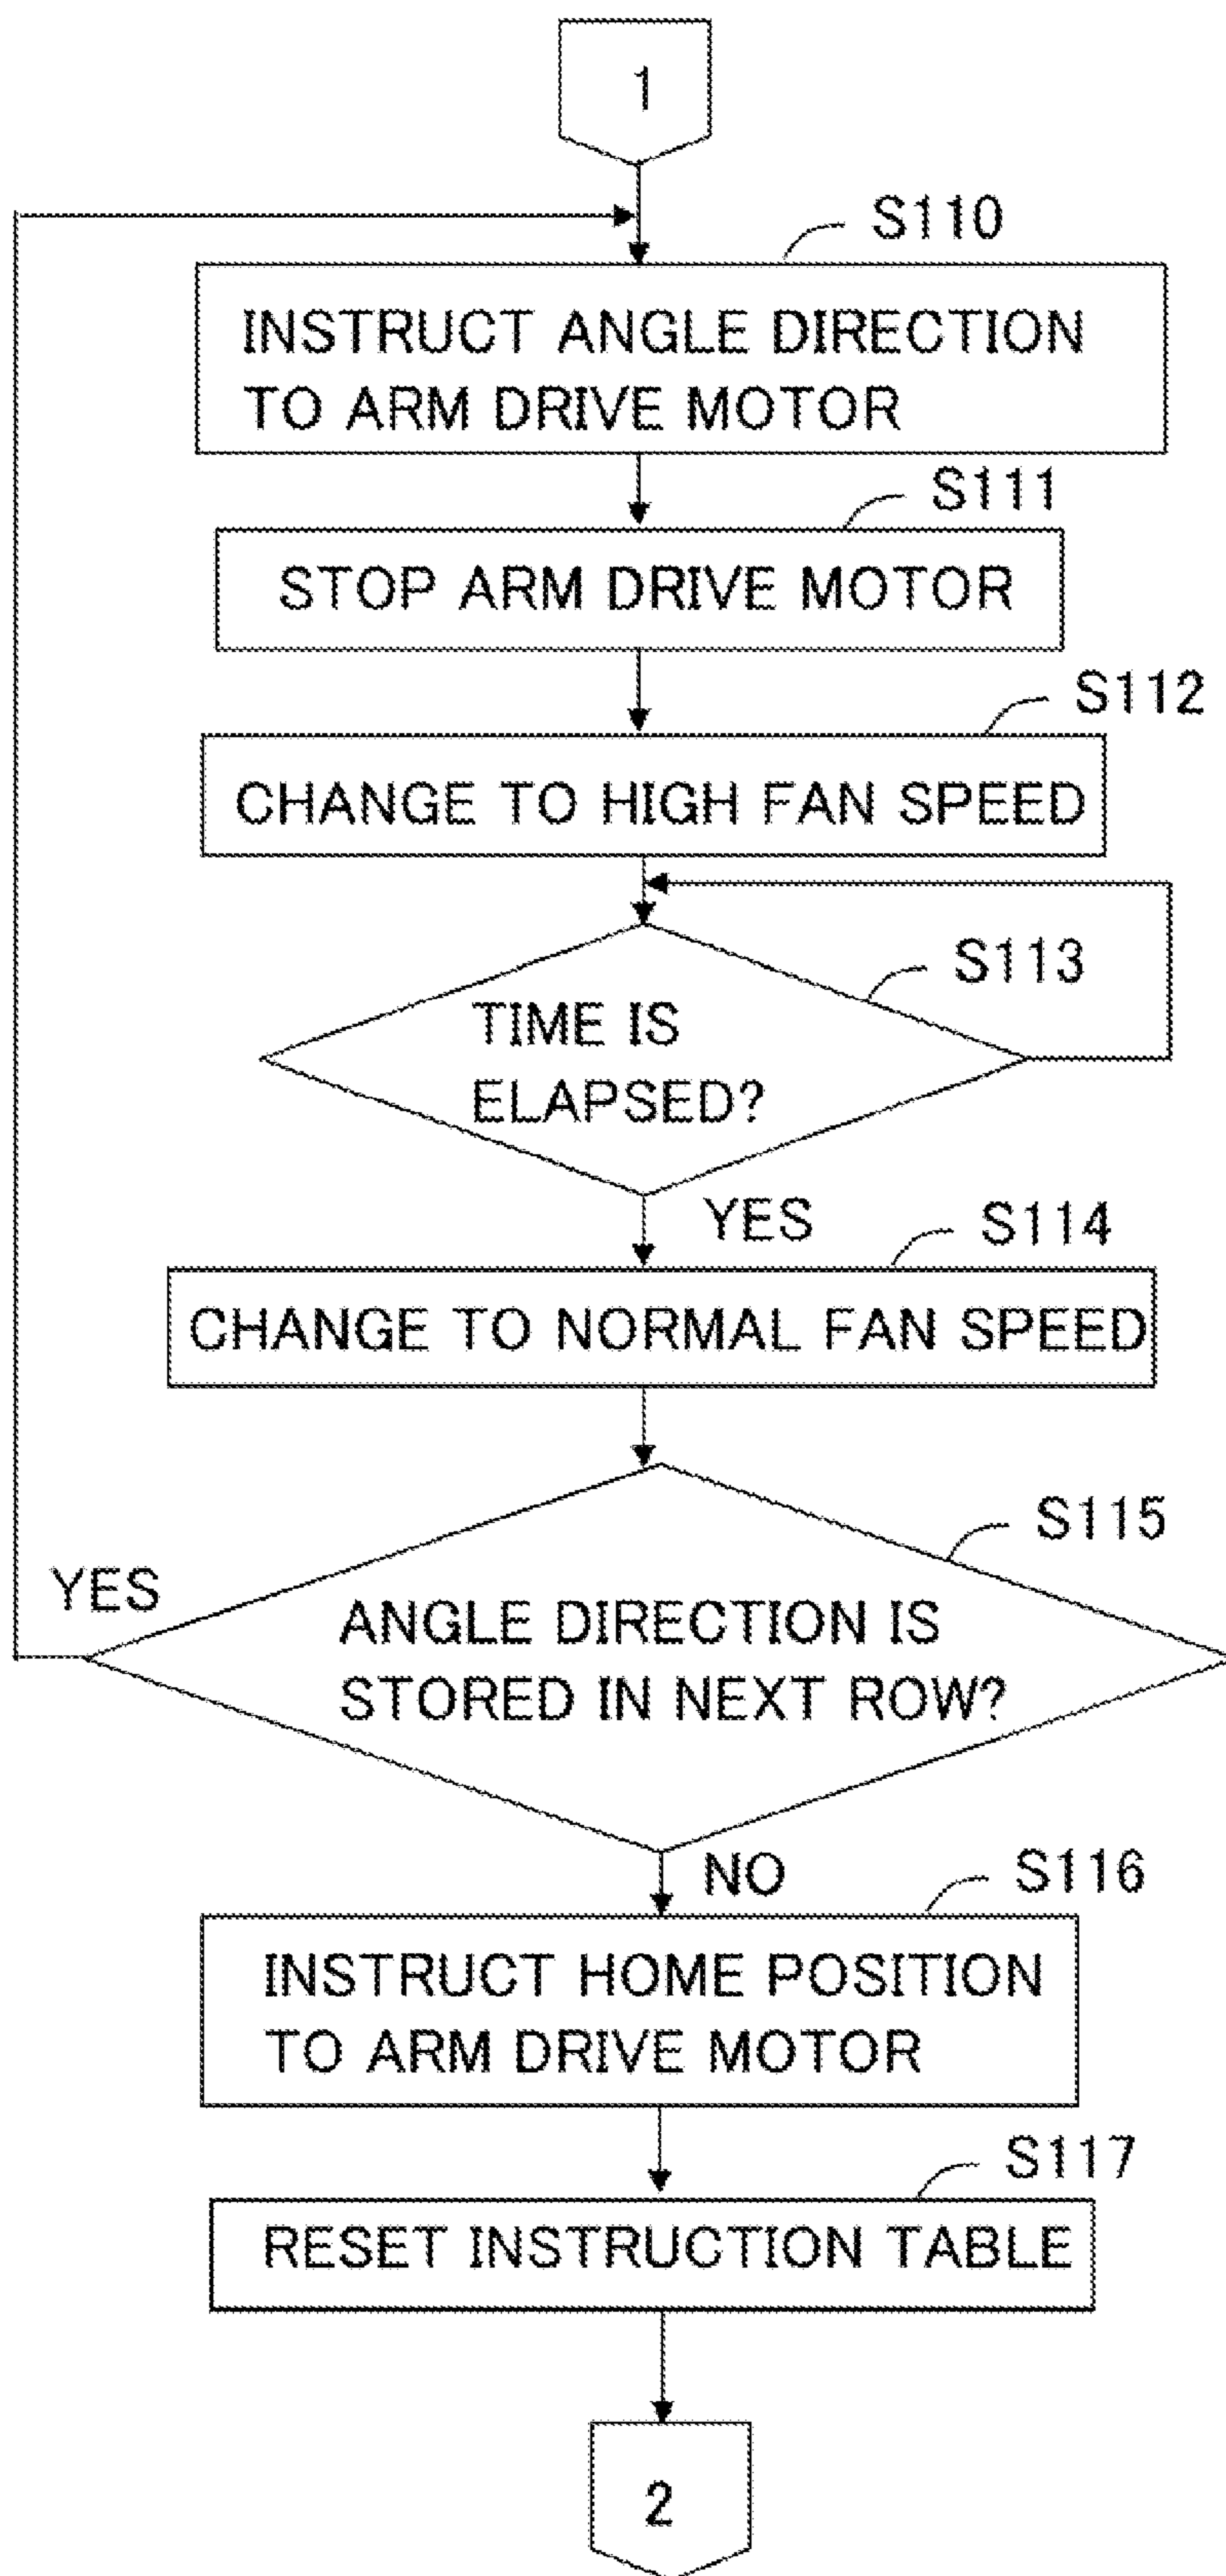 1
S110
INSTRUCT ANGLE DIRECTION
TO ARM DRIVE MOTOR
S111
STOP ARM DRIVE MOTOR
S112
CHANGE TO HIGH FAN SPEED
S113
TIME IS
ELAPSED?
YES
S114
CHANGE TO NORMAL FAN SPEED
S115
YES
ANGLE DIRECTION IS
STORED IN NEXT ROW?
NO
S116
INSTRUCT HOME POSITION
TO ARM DRIVE MOTOR
S117
RESET INSTRUCTION TABLE
2